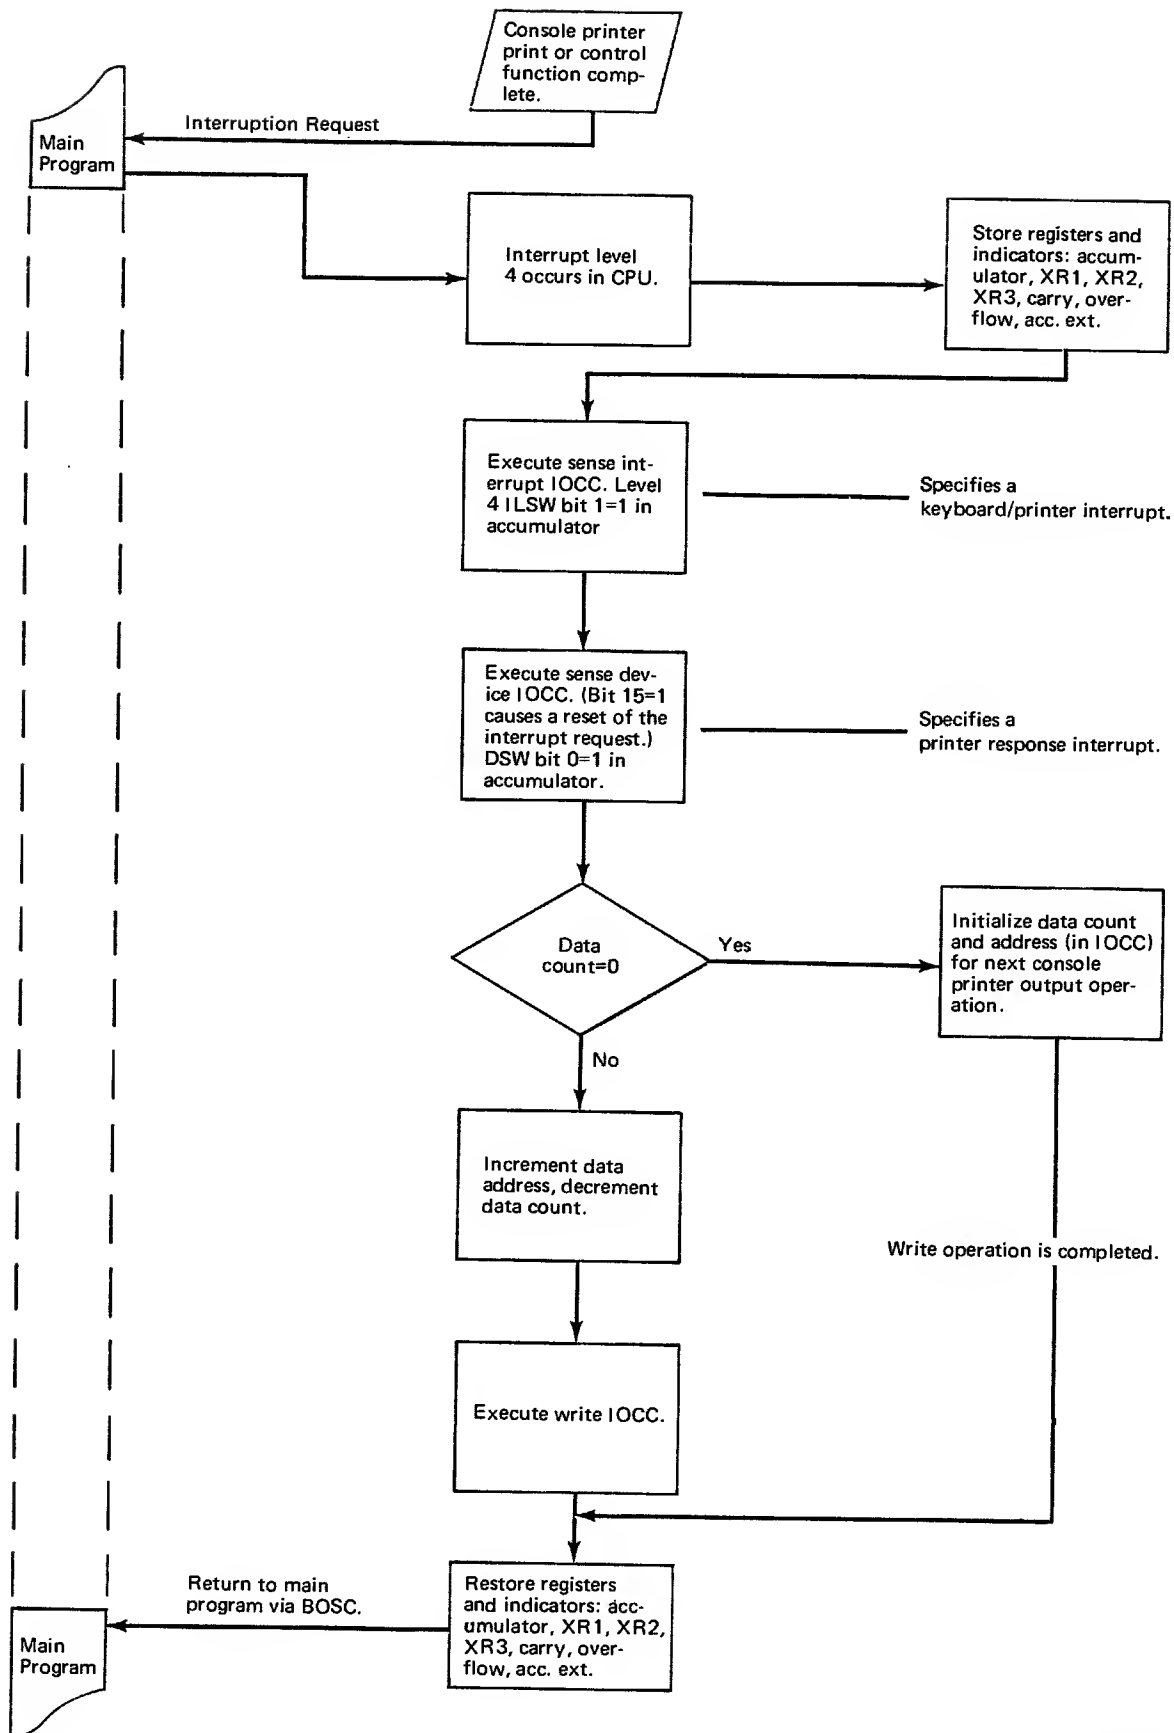 Console printer
print or control
function comp-
lete.
Interruption Request
Main
Program
Interrupt level
4 occurs in CPU.
Store registers and
indicators: accum-
ulator, XR1, XR2,
XR3, carry, over-
flow, acc. ext.
Execute sense int-
errupt IOCC. Level
4 ILSW bit 1=1 in
accumulator
Specifies a
keyboard/printer interrupt.
Execute sense dev-
ice IOCC. (Bit 15=1
causes a reset of the
interrupt request.)
DSW bit 0=1 in
accumulator.
Specifies a
printer response interrupt.
Data
count=0
Yes
Initialize data count
and address (in IOCC)
for next console
printer output oper-
ation.
No
Increment data
address, decrement
data count.
Write operation is completed.
Execute write IOCC.
Return to main
program via BOSC.
Restore registers
and indicators: acc-
umulator, XR1, XR2,
XR3, carry, over-
flow, acc. ext.
Main
Program